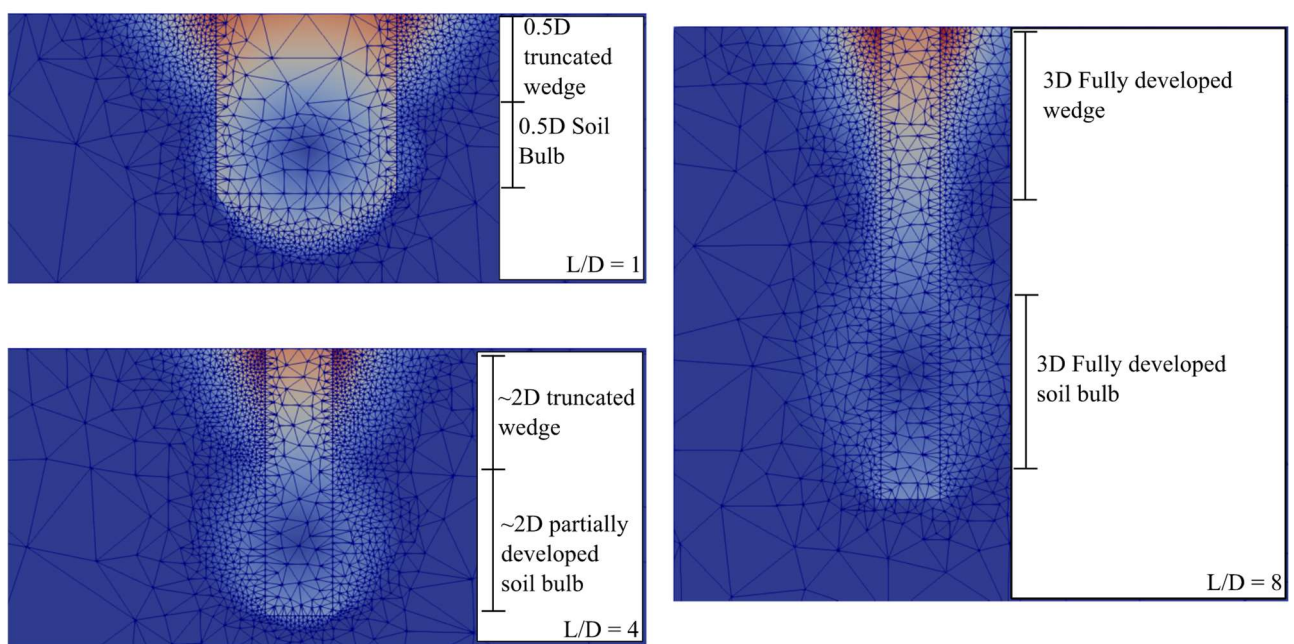 0.5D
truncated
wedge
0.5D Soil
Bulb
L/D = 1
~2D truncated
wedge
~2D partially
developed
soil bulb
L/D = 4
3D Fully developed
wedge
3D Fully developed
soil bulb
L/D = 8